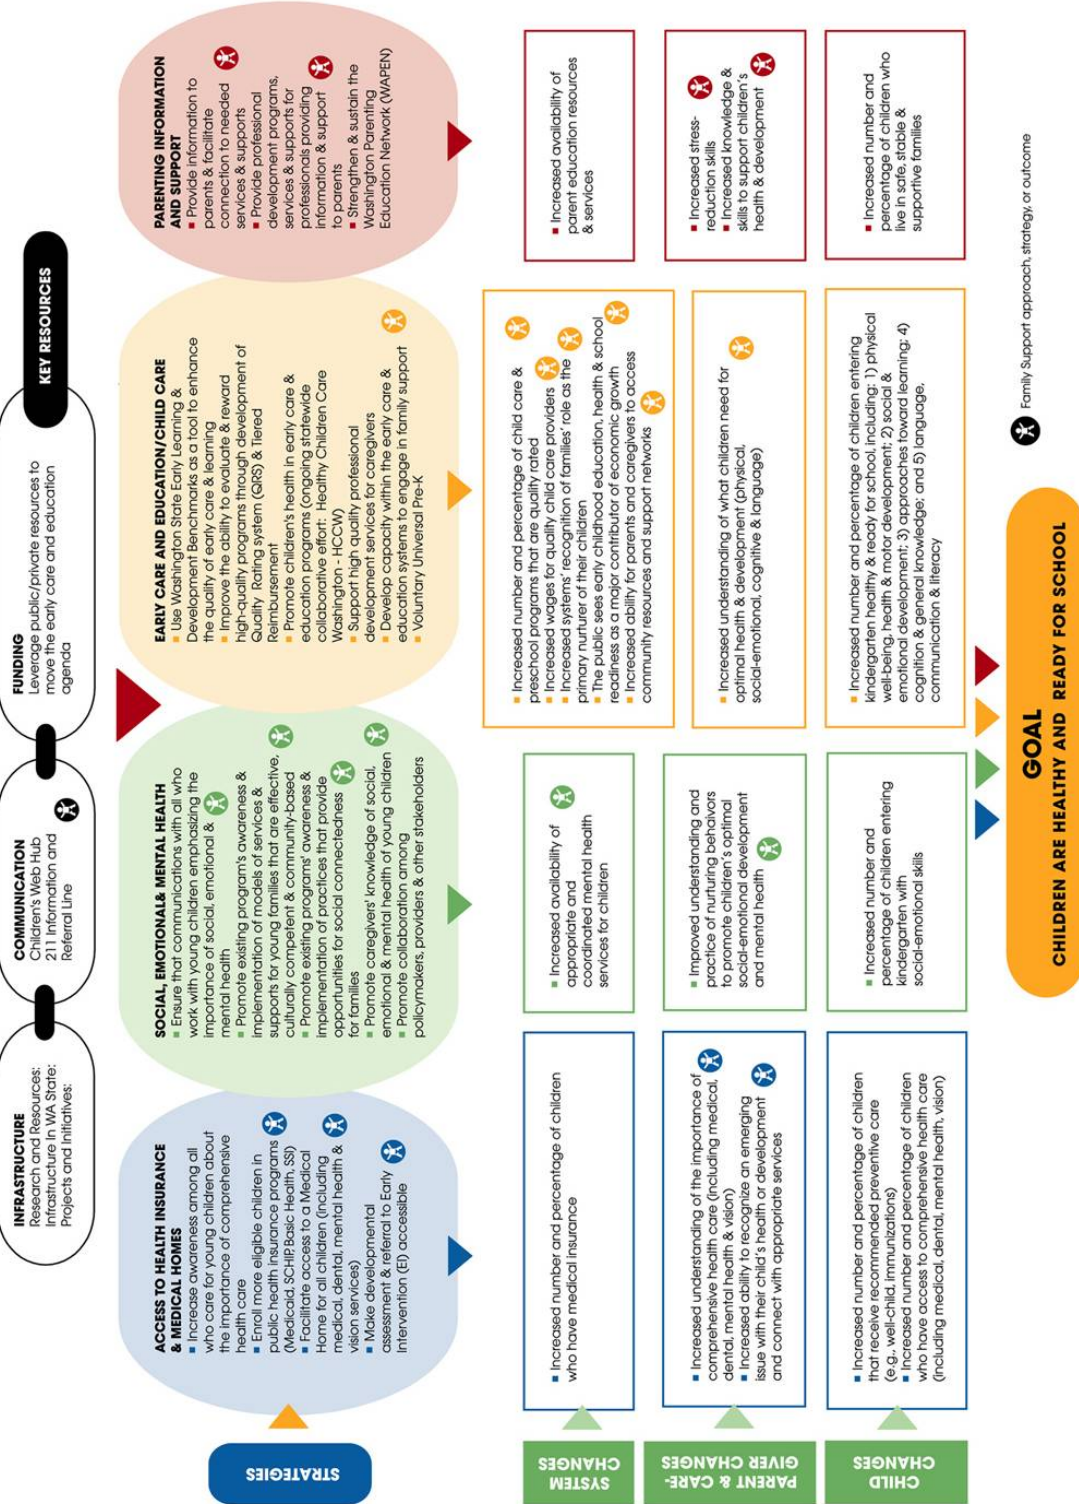 KEY RESOURCES
INFRASTRUCTURE
Research and Resources:
Infrastructure In WA State:
Projects and Initiatives:
COMMUNICATION
Children's Web Hub
211 Information and
Referral Line
FUNDING
Leverage public/private resources to
move the early care and education
agenda
STRATEGIES
ACCESS TO HEALTH INSURANCE
& MEDICAL HOMES
Increase awareness among all
who care for young children about
the importance of comprehensive
health care
Enroll more eligible children in
public health insurance programs
(Medicaid, SCHIP, Basic Health, SSI)
Facilitate access to a Medical
Home for all children (including
medical, dental, mental health &
vision services)
Make developmental
assessment & referral to Early
Intervention (EI) accessible
SOCIAL, EMOTIONAL& MENTAL HEALTH
Ensure that communications with all who
work with young children emphasizing the
importance of social, emotional &
mental health
Promote existing program's awareness &
implementation of models of services &
supports for young families that are effective,
culturally competent & community-based
Promote existing programs' awareness &
implementation of practices that provide
opportunities for social connectedness
for families
Promote caregivers' knowledge of social,
emotional & mental health of young children
Promote collaboration among
policymakers, providers & other stakeholders
EARLY CARE AND EDUCATION/CHILD CARE
Use Washington State Early Learning &
Development Benchmarks as a tool to enhance
the quality of early care & learning
Improve the ability to evaluate & reward
high-quality programs through development of
Quality Rating system (QRS) & Tiered
Reimbursement
Promote children's health in early care &
education programs (ongoing statewide
collaborative effort: Healthy Children Care
Washington - HCCW)
Support high quality professional
development services for caregivers
Develop capacity within the early care &
education systems to engage in family support
Voluntary Universal Pre-K
PARENTING INFORMATION
AND SUPPORT
Provide information to
parents & facilitate
connection to needed
services & supports
Provide professional
development programs,
services & supports for
professionals providing
information & support
to parents
Strengthen & sustain the
Washington Parenting
Education Network (WAPEN)
SYSTEM
CHANGES
Increased number and percentage of children
who have medical insurance
Increased availability of
appropriate and
coordinated mental health
services for children
Increased number and percentage of child care &
preschool programs that are quality rated
Increased wages for quality child care providers
Increased systems' recognition of families' role as the
primary nurturer of their children
The public sees early childhood education, health & school
readiness as a major contributor of economic growth
Increased ability for parents and caregivers to access
community resources and support networks
Increased availability of
parent education resources
& services
PARENT & CARE-
GIVER CHANGES
Increased understanding of the importance of
comprehensive health care (including medical,
dental, mental health & vision)
Increased ability to recognize an emerging
issue with their child's health or development
and connect with appropriate services
Improved understanding and
practice of nurturing behaviors
to promote children's optimal
social-emotional development
and mental health
Increased understanding of what children need for
optimal health & development (physical,
social-emotional, cognitive & language)
Increased stress-
reduction skills
Increased knowledge &
skills to support children's
health & development
CHILD
CHANGES
Increased number and percentage of children
that receive recommended preventive care
(e.g., well-child, immunizations)
Increased number and percentage of children
who have access to comprehensive health care
(including medical, dental, mental health, vision)
Increased number and
percentage of children entering
kindergarten with
social-emotional skills
Increased number and percentage of children entering
kindergarten healthy & ready for school, including: 1) physical
well-being, health & motor development; 2) social &
emotional development; 3) approaches toward learning; 4)
cognition & general knowledge; and 5) language,
communication & literacy
Increased number and
percentage of children who
live in safe, stable &
supportive families
GOAL
CHILDREN ARE HEALTHY AND READY FOR SCHOOL
Family Support approach, strategy, or outcome